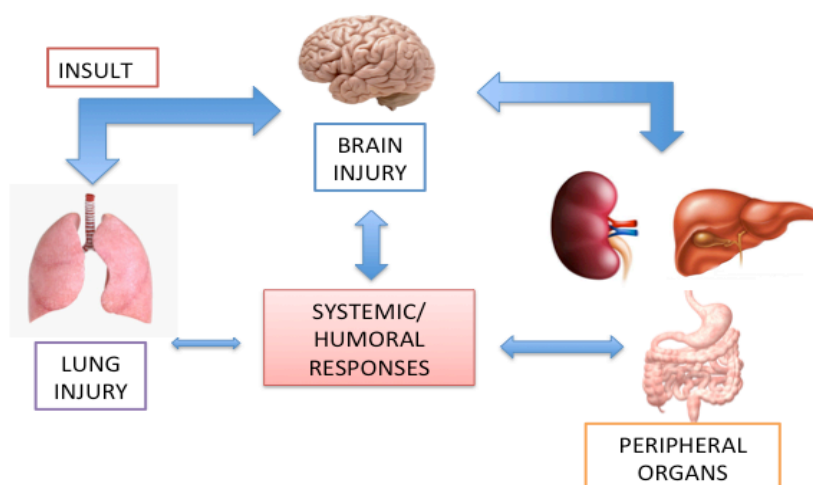 INSULT
BRAIN
INJURY
SYSTEMIC/
HUMORAL
RESPONSES
LUNG
INJURY
PERIPHERAL
ORGANS